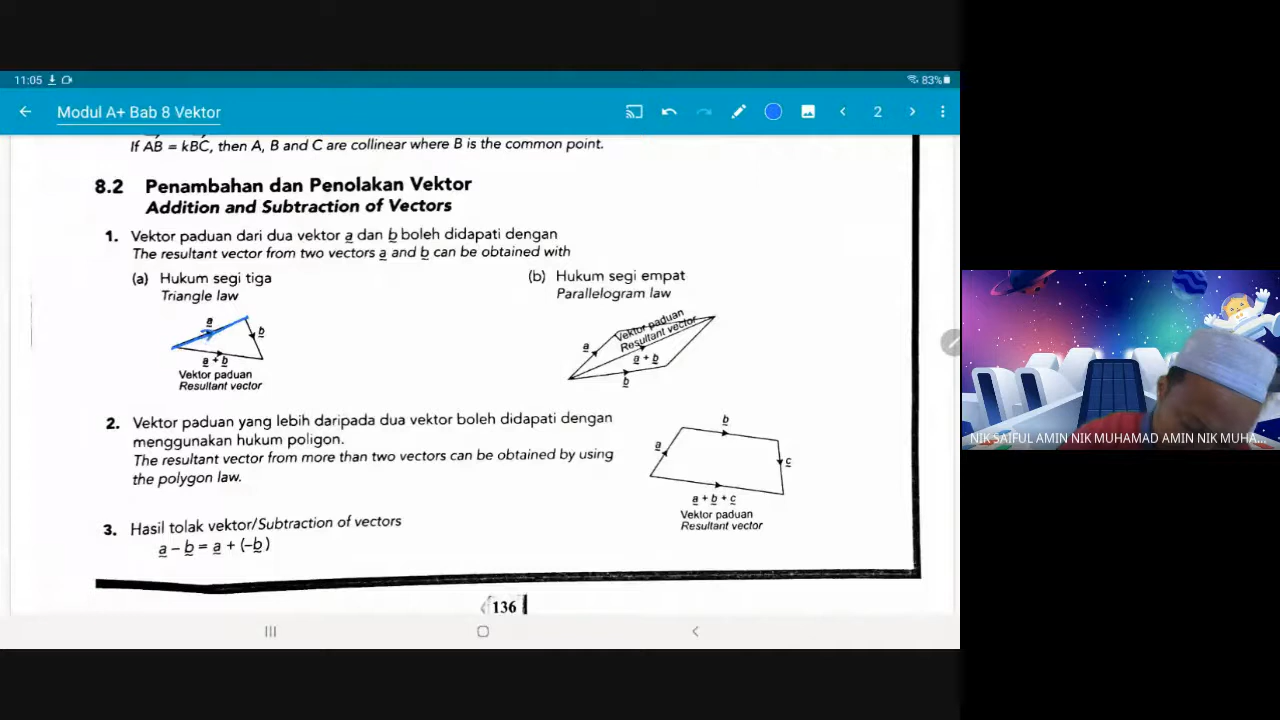 11:05
83%
Modul A+ Bab 8 Vektor
2
If AB = kBC, then A, B and C are collinear where B is the common point.
8.2 Penambahan dan Penolakan Vektor
Addition and Subtraction of Vectors
1. Vektor paduan dari dua vektor a dan b boleh didapati dengan
The resultant vector from two vectors a and b can be obtained with
(a) Hukum segi tiga
Triangle law
a
b
a + b
Vektor paduan
Resultant vector
(b) Hukum segi empat
Parallelogram law
Vektor paduan
Resultant vector
a
a + b
b
2. Vektor paduan yang lebih daripada dua vektor boleh didapati dengan
menggunakan hukum poligon.
The resultant vector from more than two vectors can be obtained by using
the polygon law.
b
a
c
a + b + c
Vektor paduan
Resultant vector
3. Hasil tolak vektor/Subtraction of vectors
a – b = a + (–b)
136
NIK SAIFUL AMIN NIK MUHAMAD AMIN NIK MUHA...